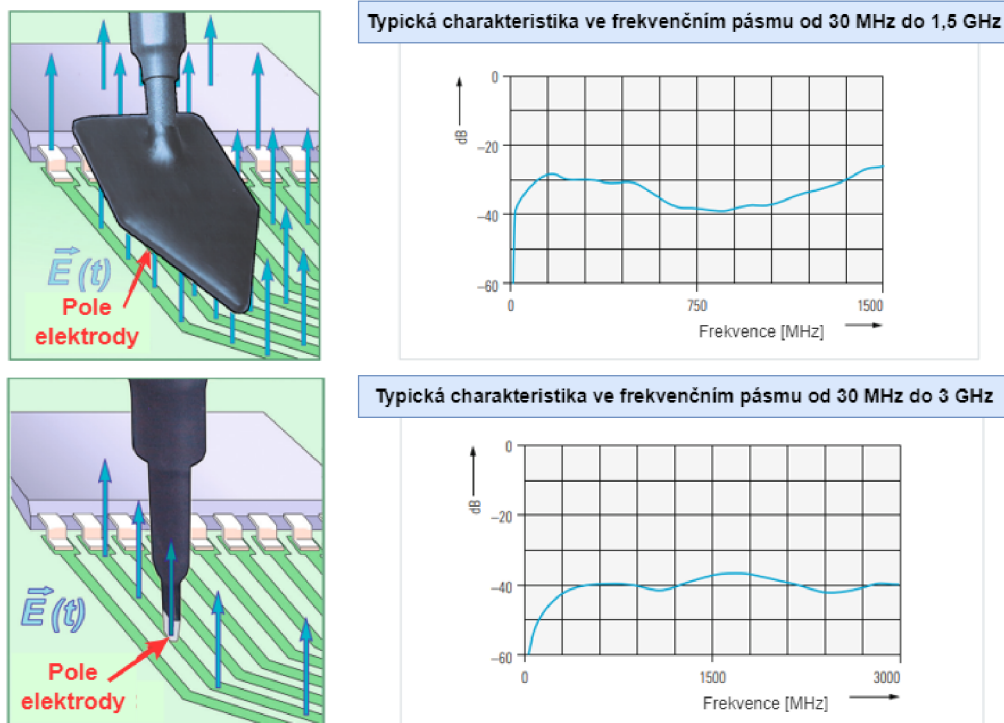 Typická charakteristika ve frekvenčním pásmu od 30 MHz do 1,5 GHz
E (t)
Pole
elektrody
dB
0
−20
−40
−60
0
750
1500
Frekvence [MHz]
Typická charakteristika ve frekvenčním pásmu od 30 MHz do 3 GHz
E (t)
Pole
elektrody
dB
0
−20
−40
−60
0
1500
3000
Frekvence [MHz]